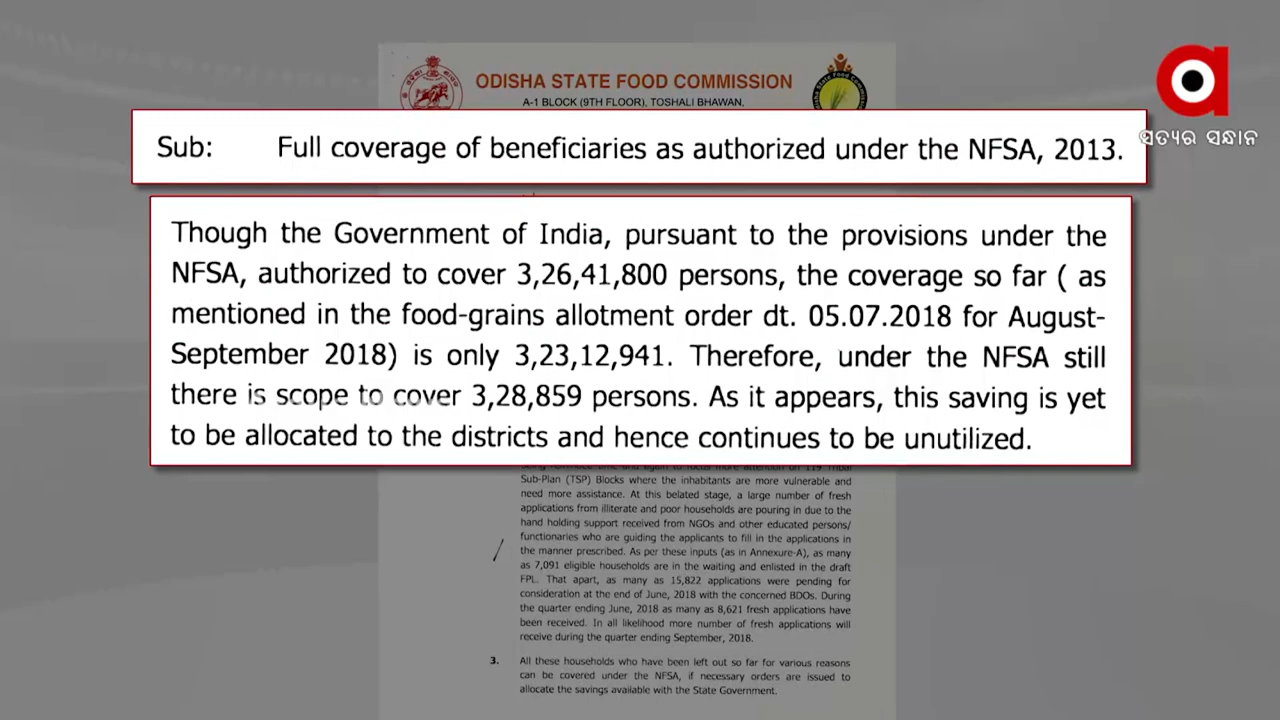 ODISHA STATE FOOD COMMISSION
A-1 BLOCK (9TH FLOOR), TOSHALI BHAWAN,
ସତ୍ୟର ସନ୍ଧାନ
Sub: Full coverage of beneficiaries as authorized under the NFSA, 2013.
Though the Government of India, pursuant to the provisions under the
NFSA, authorized to cover 3,26,41,800 persons, the coverage so far ( as
mentioned in the food-grains allotment order dt. 05.07.2018 for August-
September 2018) is only 3,23,12,941. Therefore, under the NFSA still
there is scope to cover 3,28,859 persons. As it appears, this saving is yet
to be allocated to the districts and hence continues to be unutilized.
Sub-Plan (TSP) Blocks where the inhabitants are more vulnerable and
need more assistance. At this belated stage, a large number of fresh
applications from illiterate and poor households are pouring in due to the
hand holding support received from NGOs and other educated persons/
functionaries who are guiding the applicants to fill in the applications in
the manner prescribed. As per these inputs (as in Annexure-A), as many
as 7,091 eligible households are in the waiting and enlisted in the draft
FPL. That apart, as many as 15,822 applications were pending for
consideration at the end of June, 2018 with the concerned BDOs. During
the quarter ending June, 2018 as many as 8,621 fresh applications have
been received. In all likelihood more number of fresh applications will
receive during the quarter ending September, 2018.
3. All these households who have been left out so far for various reasons
can be covered under the NFSA, if necessary orders are issued to
allocate the savings available with the State Government.